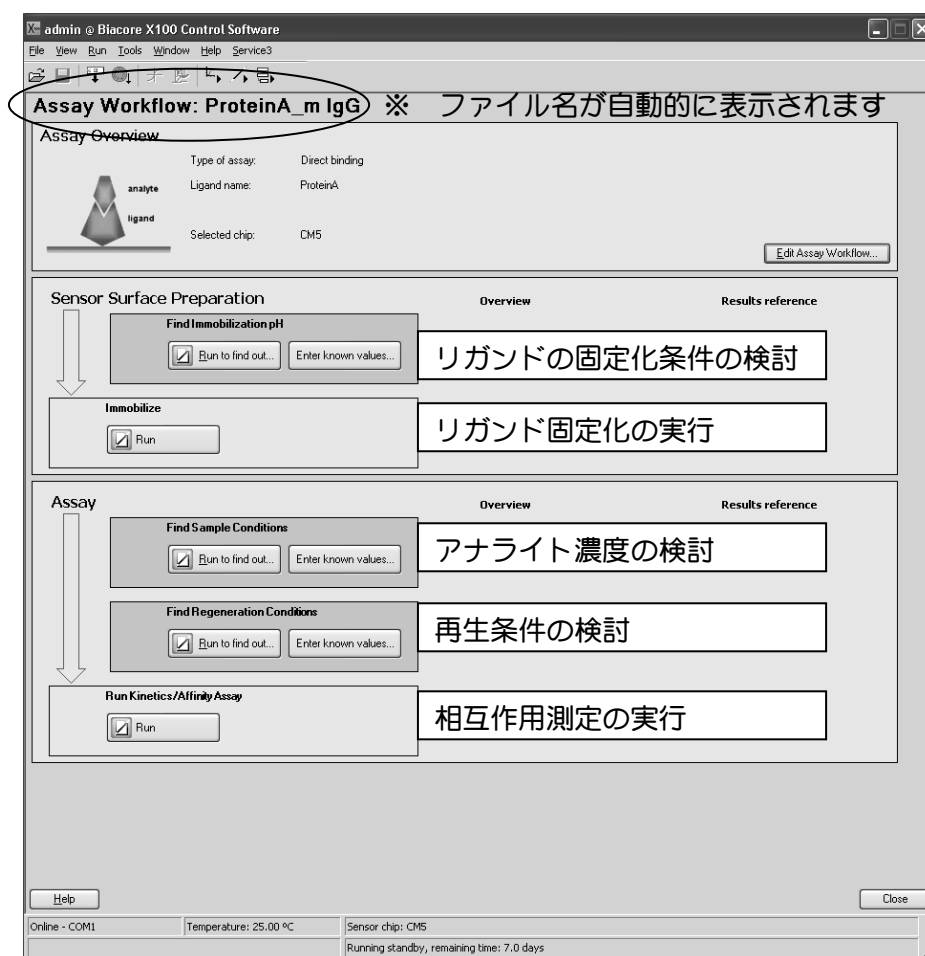 admin @ Biacore X100 Control Software
File View Run Tools Window Help Service3
Assay Workflow: ProteinA_m IgG ※ ファイル名が自動的に表示されます
Assay Overview
Type of assay: Direct binding
analyte
Ligand name: ProteinA
ligand
Selected chip: CM5
Edit Assay Workflow...
Sensor Surface Preparation
Overview
Results reference
Find Immobilization pH
Run to find out...
Enter known values...
リガンドの固定化条件の検討
Immobilize
Run
リガンド固定化の実行
Assay
Overview
Results reference
Find Sample Conditions
Run to find out...
Enter known values...
アナライト濃度の検討
Find Regeneration Conditions
Run to find out...
Enter known values...
再生条件の検討
Run Kinetics/Affinity Assay
Run
相互作用測定の実行
Help
Close
Online - COM1
Temperature: 25.00 ºC
Sensor chip: CM5
Running standby, remaining time: 7.0 days